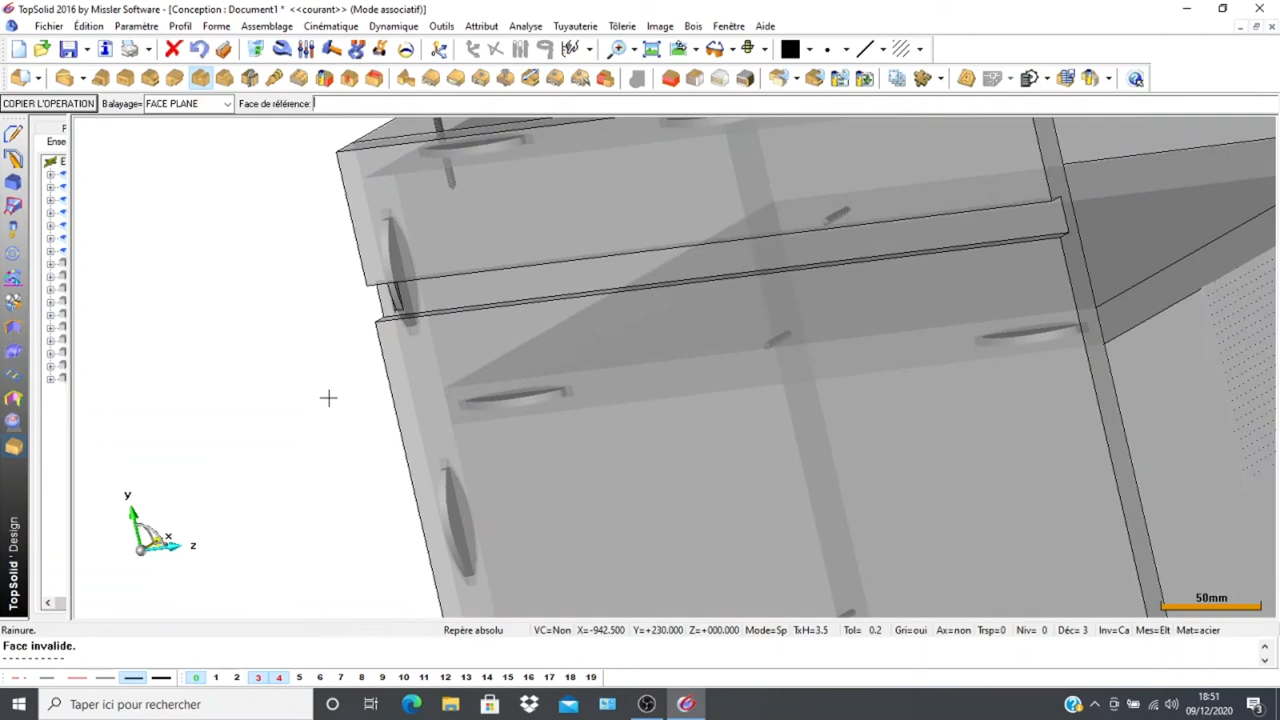 TopSolid 2016 by Missler Software - [Conception : Document1 * <<courant>> (Mode associatif)]
Fichier Édition Paramètre Profil Forme Assemblage Cinématique Dynamique Outils Attribut Analyse Tuyauterie Tôlerie Image Bois Fenêtre Aide
COPIER L'OPERATION Balayage= FACE PLANE Face de référence:
P
Ense
E
y
x
z
TopSolid ' Design
50mm
Rainure. Repère absolu VC=Non X=-942.500 Y=+230.000 Z=+000.000 Mode=Sp TxH=3.5 Tol= 0.2 Gri=oui Ax=non Trsp=0 Niv= 0 Déc= 3 Inv=Ca Mes=Elt Mat=acier
Face invalide.
----------
0 1 2 3 4 5 6 7 8 9 10 11 12 13 14 15 16 17 18 19
Taper ici pour rechercher
18:51
09/12/2020
3